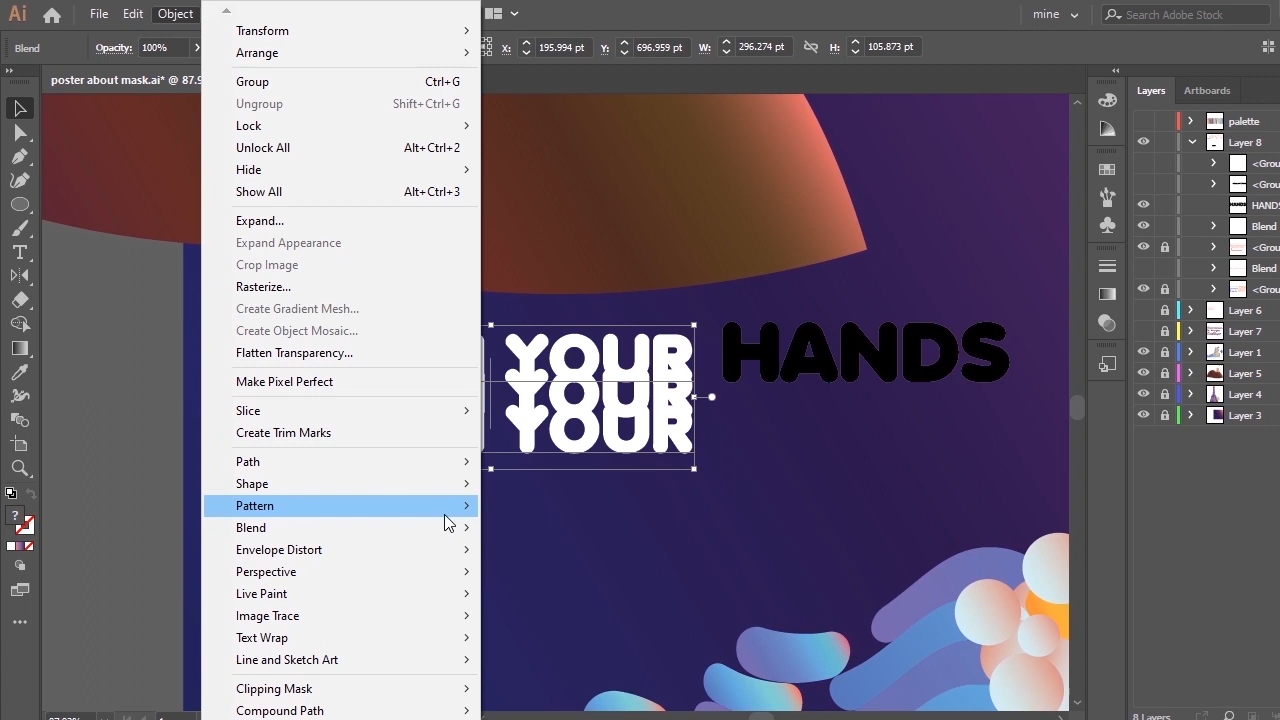 Ai
File Edit Object
mine
Search Adobe Stock
Blend Opacity: 100%
X: 195.994 pt Y: 696.959 pt W: 296.274 pt H: 105.873 pt
poster about mask.ai* @ 87.9
Transform
Arrange
Group Ctrl+G
Ungroup Shift+Ctrl+G
Lock
Unlock All Alt+Ctrl+2
Hide
Show All Alt+Ctrl+3
Expand...
Expand Appearance
Crop Image
Rasterize...
Create Gradient Mesh...
Create Object Mosaic...
Flatten Transparency...
Make Pixel Perfect
Slice
Create Trim Marks
Path
Shape
Pattern
Blend
Envelope Distort
Perspective
Live Paint
Image Trace
Text Wrap
Line and Sketch Art
Clipping Mask
Compound Path
YOUR
YOUR
YOUR
HANDS
Layers Artboards
palette
Layer 8
<Grou
<Grou
HANDS
Blend
<Grou
Blend
<Grou
Layer 6
Layer 7
Layer 1
Layer 5
Layer 4
Layer 3
8 Layers
?